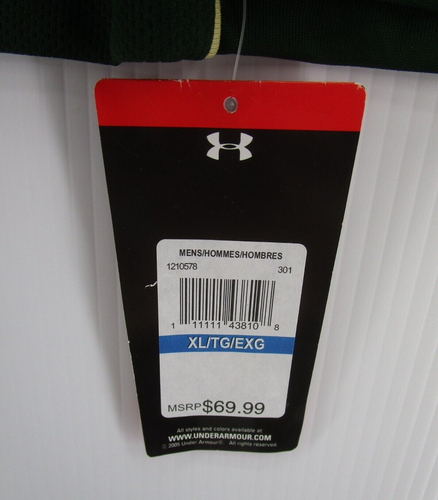 MENS/HOMMES/HOMBRES
1210578 301
1 11111 43810 8
XL/TG/EXG
MSRP $69.99
All styles and colors available at
WWW.UNDERARMOUR.COM
© 2005 Under Armour®. All rights reserved.